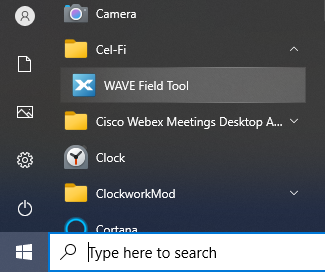 Camera
Cel-Fi
WAVE Field Tool
Cisco Webex Meetings Desktop A...
Clock
ClockworkMod
Cortana
Type here to search